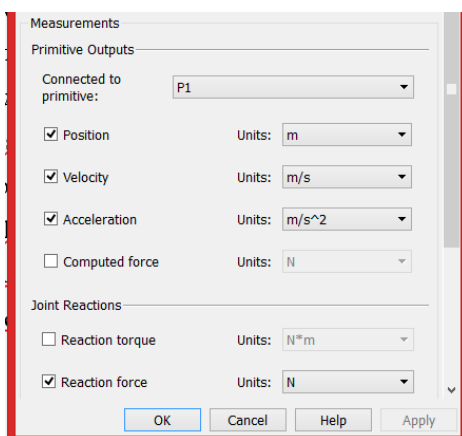 Measurements
Primitive Outputs
Connected to
primitive:
P1
Position Units: m
Velocity Units: m/s
Acceleration Units: m/s^2
Computed force Units: N
Joint Reactions
Reaction torque Units: N*m
Reaction force Units: N
OK Cancel Help Apply